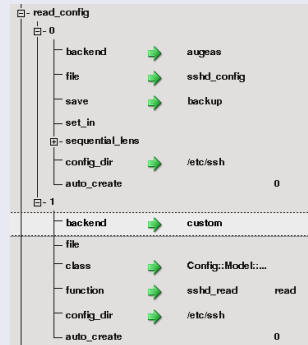 read_config
0
backend augeas
file sshd_config
save backup
set_in
sequential_lens
config_dir /etc/ssh
auto_create 0
1
backend custom
file
class Config::Model::...
function sshd_read read
config_dir /etc/ssh
auto_create 0